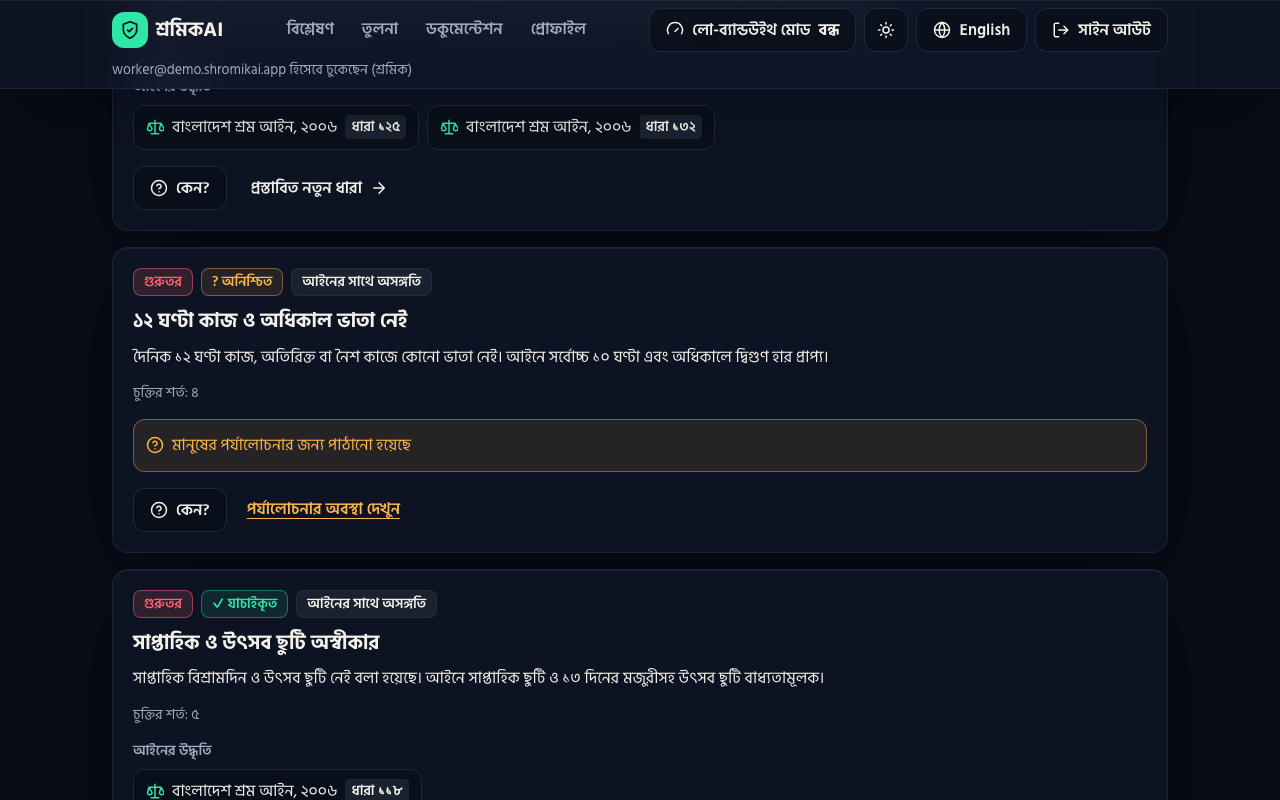 শ্রমিকAI বিশ্লেষণ তুলনা ডকুমেন্টেশন প্রোফাইল লো-ব্যান্ডউইথ মোড বন্ধ English সাইন আউট
worker@demo.shromikai.app হিসেবে ঢুকেছেন (শ্রমিক)
বাংলাদেশ শ্রম আইন, ২০০৬ ধারা ১২৫ বাংলাদেশ শ্রম আইন, ২০০৬ ধারা ১৩২
কেন? প্রস্তাবিত নতুন ধারা →
গুরুতর ? অনিশ্চিত আইনের সাথে অসঙ্গতি
১২ ঘণ্টা কাজ ও অধিকাল ভাতা নেই
দৈনিক ১২ ঘণ্টা কাজ, অতিরিক্ত বা নৈশ কাজে কোনো ভাতা নেই। আইনে সর্বোচ্চ ১০ ঘণ্টা এবং অধিকালে দ্বিগুণ হার প্রাপ্য।
চুক্তির শর্ত: ৪
মানুষের পর্যালোচনার জন্য পাঠানো হয়েছে
কেন? পর্যালোচনার অবস্থা দেখুন
গুরুতর ✓ যাচাইকৃত আইনের সাথে অসঙ্গতি
সাপ্তাহিক ও উৎসব ছুটি অস্বীকার
সাপ্তাহিক বিশ্রামদিন ও উৎসব ছুটি নেই বলা হয়েছে। আইনে সাপ্তাহিক ছুটি ও ১৩ দিনের মজুরীসহ উৎসব ছুটি বাধ্যতামূলক।
চুক্তির শর্ত: ৫
আইনের উদ্ধৃতি
বাংলাদেশ শ্রম আইন, ২০০৬ ধারা ১১৮